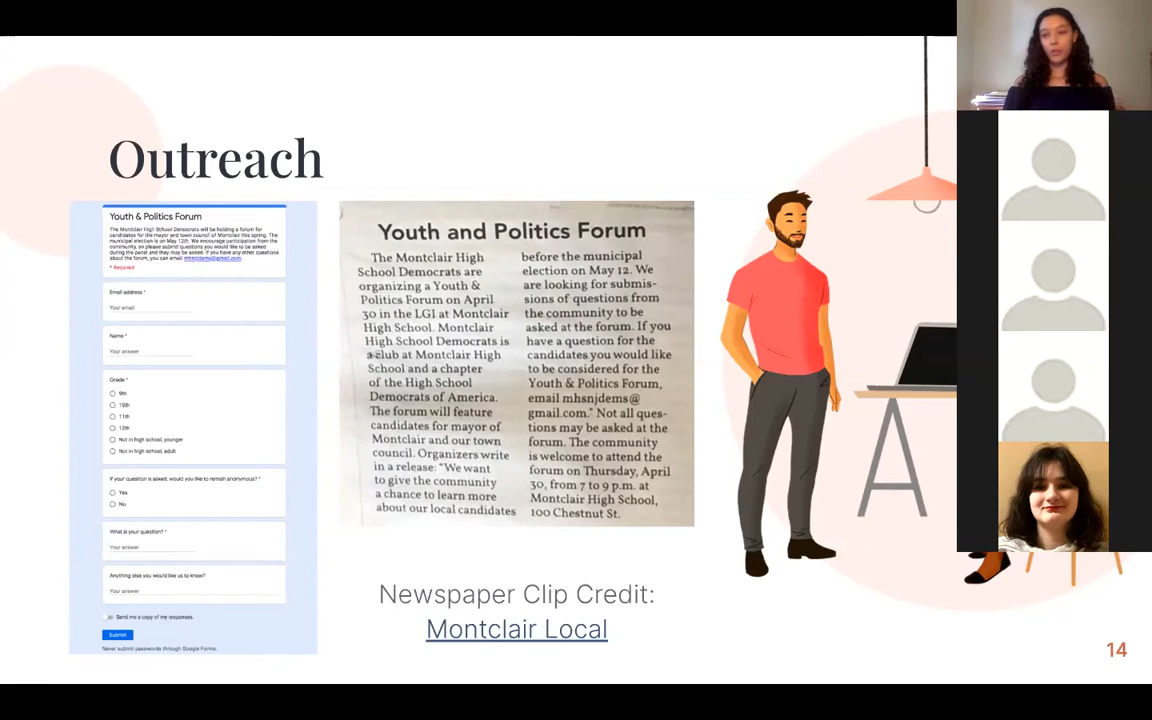 Outreach
Youth & Politics Forum
The Montclair High School Democrats will be holding a forum for
candidates for the mayor and town council of Montclair this spring. The
municipal election is on May 12th. We encourage participation from the
community, so please submit questions you would like to be asked
during the panel and they may be asked. If you have any other questions
about the forum, you can email mhsnjdems@gmail.com.
* Required
Email address *
Your email
Name *
Your answer
Grade *
9th
10th
11th
12th
Not in high school, younger
Not in high school, adult
If your question is asked, would you like to remain anonymous? *
Yes
No
What is your question? *
Your answer
Anything else you would like us to know?
Your answer
Send me a copy of my responses.
Submit
Never submit passwords through Google Forms.
Youth and Politics Forum
The Montclair High
School Democrats are
organizing a Youth &
Politics Forum on April
30 in the LGI at Montclair
High School. Montclair
High School Democrats is
a club at Montclair High
School and a chapter
of the High School
Democrats of America.
The forum will feature
candidates for mayor of
Montclair and our town
council. Organizers write
in a release: "We want
to give the community
a chance to learn more
about our local candidates
before the municipal
election on May 12. We
are looking for submis-
sions of questions from
the community to be
asked at the forum. If you
have a question for the
candidates you would like
to be considered for the
Youth & Politics Forum,
email mhsnjdems@
gmail.com." Not all ques-
tions may be asked at the
forum. The community
is welcome to attend the
forum on Thursday, April
30, from 7 to 9 p.m. at
Montclair High School,
100 Chestnut St.
Newspaper Clip Credit:
Montclair Local
14